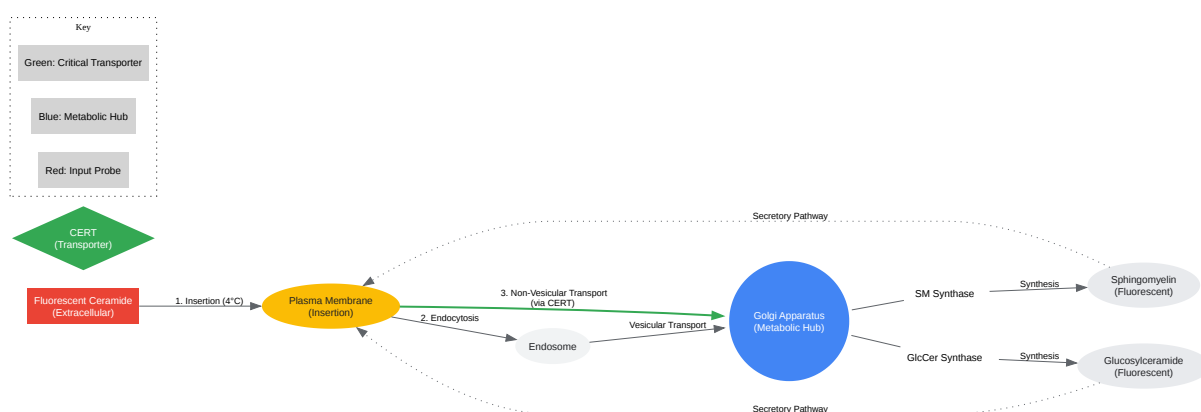 Key
Green: Critical Transporter
Blue: Metabolic Hub
Red: Input Probe
CERT
(Transporter)
Fluorescent Ceramide
(Extracellular)
1. Insertion (4°C)
Plasma Membrane
(Insertion)
3. Non-Vesicular Transport
(via CERT)
2. Endocytosis
Endosome
Vesicular Transport
Secretory Pathway
Golgi Apparatus
(Metabolic Hub)
SM Synthase
Synthesis
Sphingomyelin
(Fluorescent)
GlcCer Synthase
Synthesis
Glucosylceramide
(Fluorescent)
Secretory Pathway